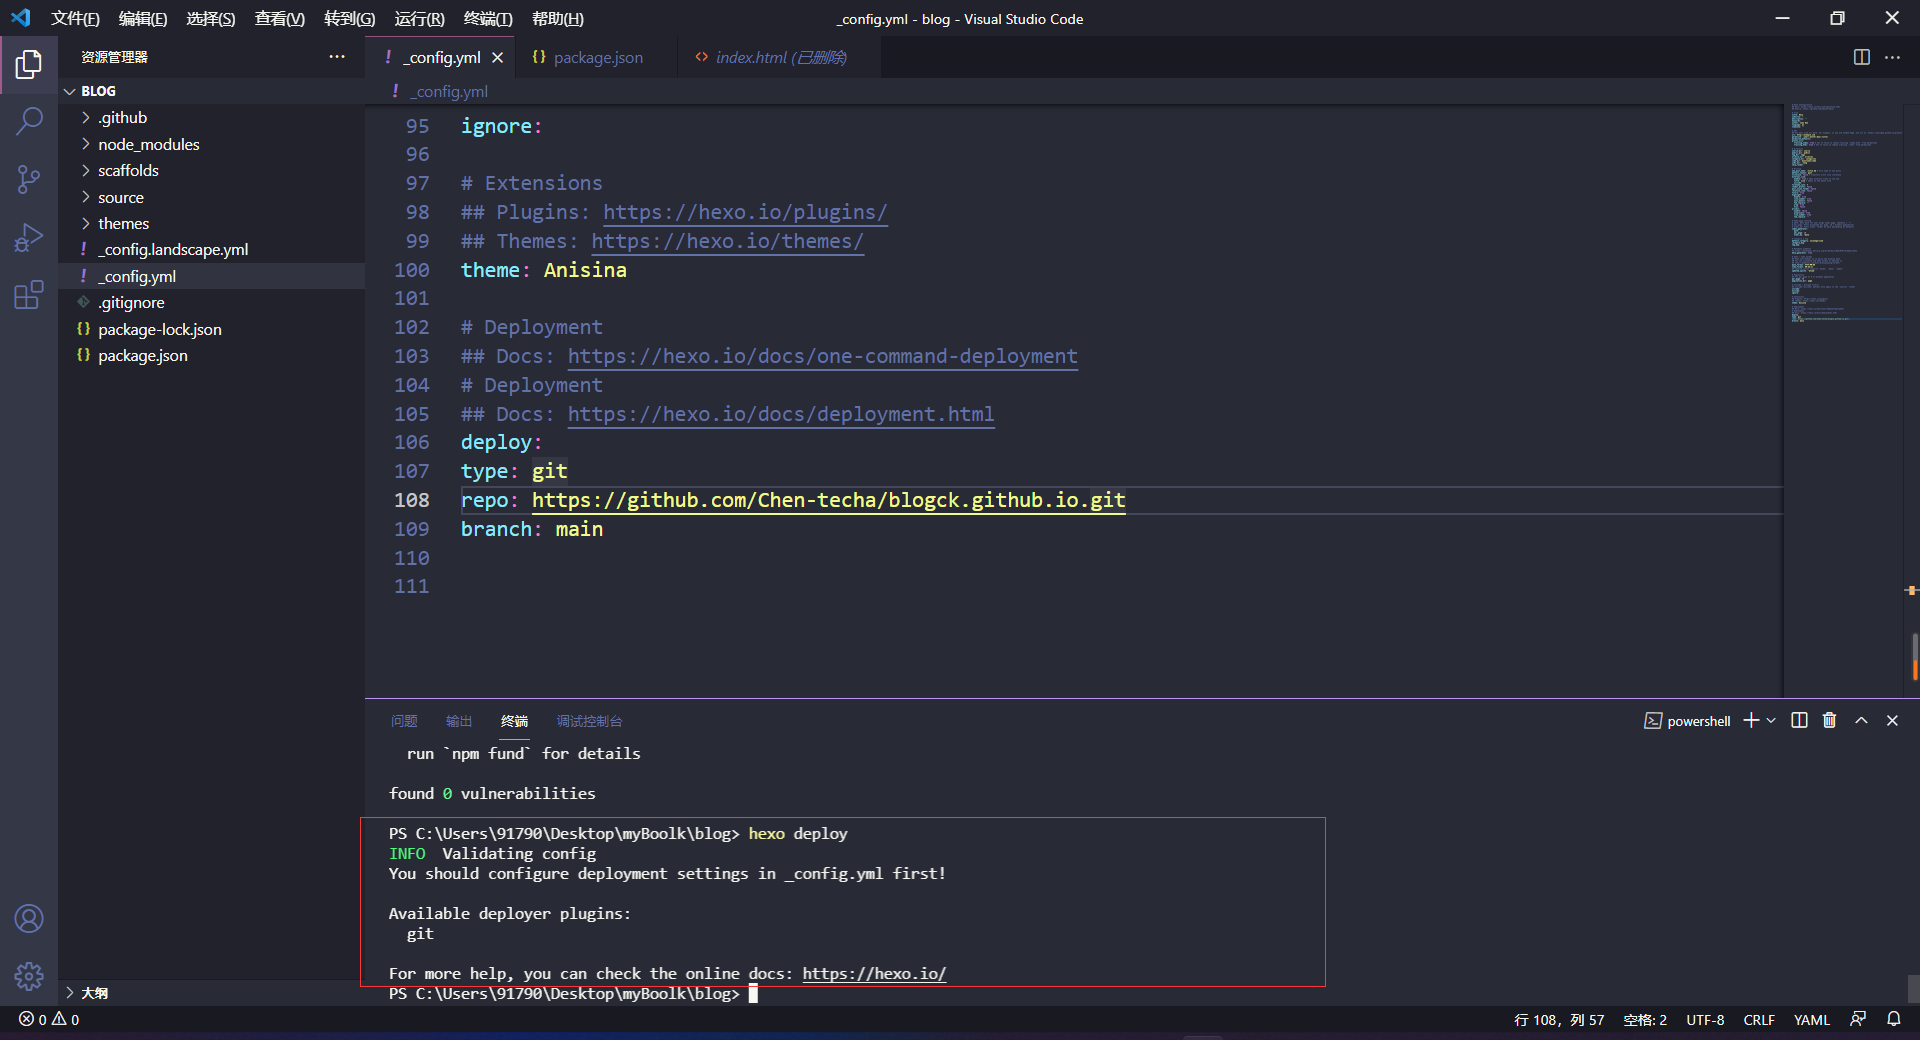 文件(F) 编辑(E) 选择(S) 查看(V) 转到(G) 运行(R) 终端(T) 帮助(H)
_config.yml - blog - Visual Studio Code
资源管理器
BLOG
.github
node_modules
scaffolds
source
themes
! _config.landscape.yml
! _config.yml
.gitignore
{} package-lock.json
{} package.json
大纲
! _config.yml
{} package.json
<> index.html (已删除)
! _config.yml
95 ignore:
96
97 # Extensions
98 ## Plugins: https://hexo.io/plugins/
99 ## Themes: https://hexo.io/themes/
100 theme: Anisina
101
102 # Deployment
103 ## Docs: https://hexo.io/docs/one-command-deployment
104 # Deployment
105 ## Docs: https://hexo.io/docs/deployment.html
106 deploy:
107 type: git
108 repo: https://github.com/Chen-techa/blogck.github.io.git
109 branch: main
110
111
问题 输出 终端 调试控制台
powershell
run `npm fund` for details
found 0 vulnerabilities
PS C:\Users\91790\Desktop\myBoolk\blog> hexo deploy
INFO  Validating config
You should configure deployment settings in _config.yml first!
Available deployer plugins:
git
For more help, you can check the online docs: https://hexo.io/
PS C:\Users\91790\Desktop\myBoolk\blog>
0 0
行 108，列 57 空格: 2 UTF-8 CRLF YAML